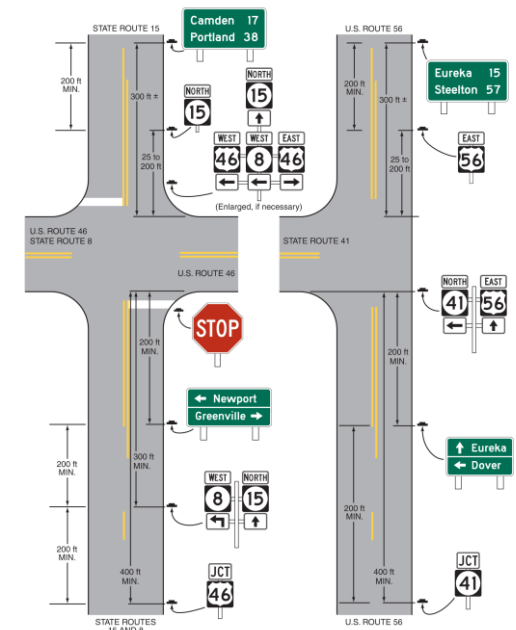 STATE ROUTE 15
Camden 17
Portland 38
200 ft
MIN.
300 ft ±
NORTH
15
NORTH
15
25 to
200 ft
WEST WEST EAST
46 8 46
(Enlarged, if necessary)
U.S. ROUTE 46
STATE ROUTE 8
U.S. ROUTE 46
STOP
200 ft
MIN.
← Newport
Greenville →
300 ft
MIN.
200 ft
MIN.
WEST NORTH
8 15
200 ft
MIN.
400 ft
MIN.
JCT
46
STATE ROUTES
15 AND 8
U.S. ROUTE 56
200 ft
MIN.
300 ft ±
Eureka 15
Steelton 57
25 to
200 ft
EAST
56
STATE ROUTE 41
NORTH EAST
41 56
200 ft
MIN.
↑ Eureka
← Dover
200 ft
MIN.
400 ft
MIN.
JCT
41
U.S. ROUTE 56